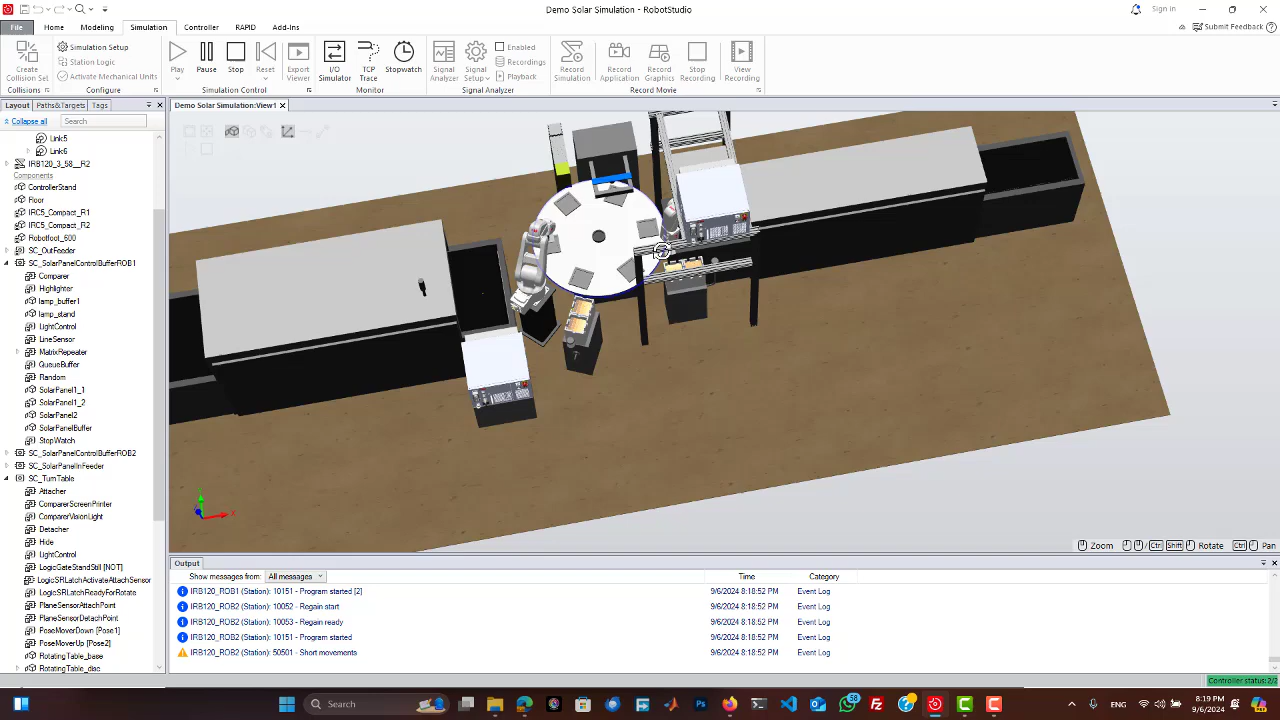 Demo Solar Simulation - RobotStudio
Sign in
File Home Modeling Simulation Controller RAPID Add-Ins
Submit Feedback
Create Collision Set
Simulation Setup
Station Logic
Activate Mechanical Units
Play
Pause
Stop
Reset
Export Viewer
I/O Simulator
TCP Trace
Stopwatch
Signal Analyzer
Signal Setup
Enabled
Recordings
Playback
Record Simulation
Record Application
Record Graphics
Stop Recording
View Recording
Collisions Configure Simulation Control Monitor Signal Analyzer Record Movie
Layout Paths&Targets Tags
Demo Solar Simulation:View1
Collapse all
Search
Link5
Link6
IRB120_3_58__R2
Components
ControllerStand
Floor
IRC5_Compact_R1
IRC5_Compact_R2
Robotfoot_600
SC_OutFeeder
SC_SolarPanelControlBufferROB1
Comparer
Highlighter
lamp_buffer1
lamp_stand
LightControl
LineSensor
MatrixRepeater
QueueBuffer
Random
SolarPanel1_1
SolarPanel1_2
SolarPanel2
SolarPanelBuffer
StopWatch
SC_SolarPanelControlBufferROB2
SC_SolarPanelInFeeder
SC_TurnTable
Attacher
ComparerScreenPrinter
ComparerVisionLight
Detacher
Hide
LightControl
LogicGateStandStill [NOT]
LogicSRLatchActivateAttachSensor
LogicSRLatchReadyForRotate
PlaneSensorAttachPoint
PlaneSensorDetachPoint
PoseMoverDown [Pose1]
PoseMoverUp [Pose2]
RotatingTable_base
RotatingTable_disc
X
Zoom / Ctrl Shift Rotate Ctrl Pan
Output
Show messages from: All messages Time Category
IRB120_ROB1 (Station): 10151 - Program started [2] 9/6/2024 8:18:52 PM Event Log
IRB120_ROB2 (Station): 10052 - Regain start 9/6/2024 8:18:52 PM Event Log
IRB120_ROB2 (Station): 10053 - Regain ready 9/6/2024 8:18:52 PM Event Log
IRB120_ROB2 (Station): 10151 - Program started 9/6/2024 8:18:52 PM Event Log
IRB120_ROB2 (Station): 50501 - Short movements 9/6/2024 8:18:52 PM Event Log
Controller status: 2/2
Search
58
8:19 PM
9/6/2024